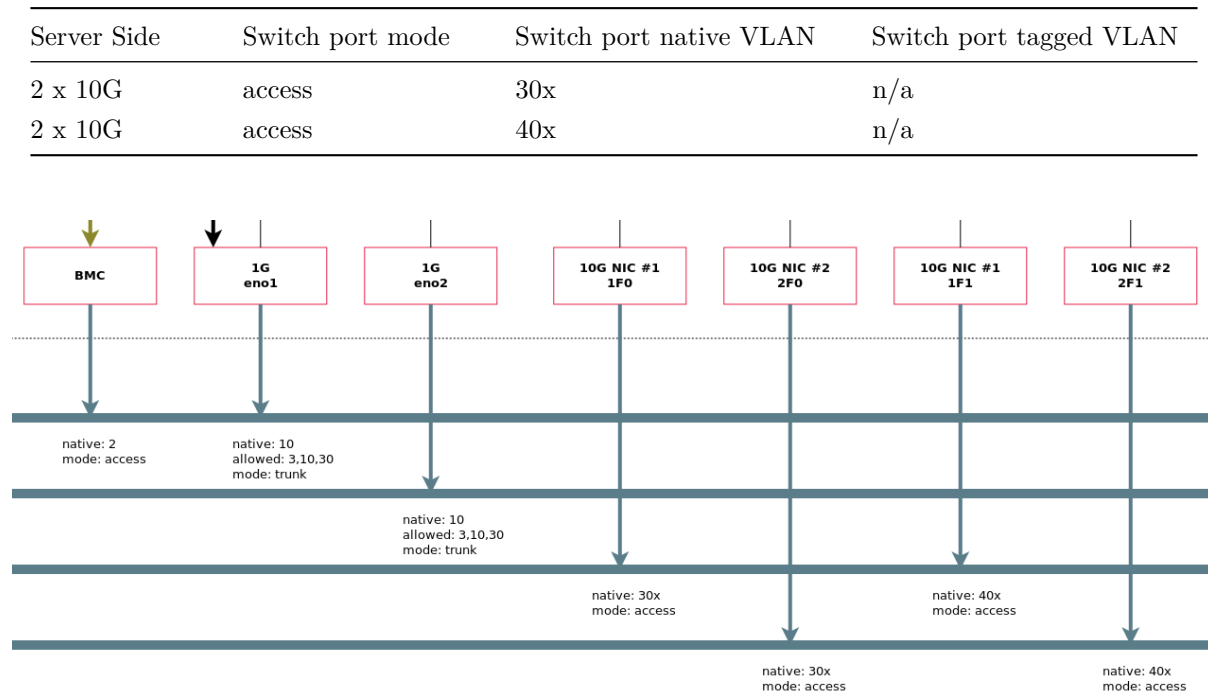 Server Side Switch port mode Switch port native VLAN Switch port tagged VLAN
2 x 10G access 30x n/a
2 x 10G access 40x n/a
BMC
1G
eno1
1G
eno2
10G NIC #1
1F0
10G NIC #2
2F0
10G NIC #1
1F1
10G NIC #2
2F1
native: 2
mode: access
native: 10
allowed: 3,10,30
mode: trunk
native: 10
allowed: 3,10,30
mode: trunk
native: 30x
mode: access
native: 40x
mode: access
native: 30x
mode: access
native: 40x
mode: access